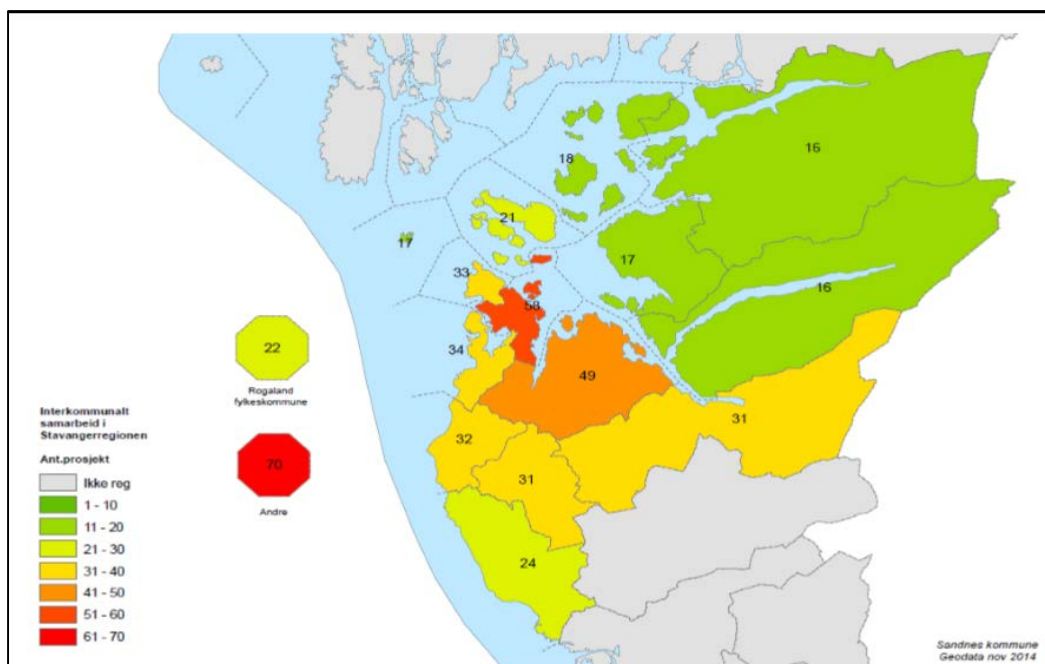 16
18
21
17
33
17
58
16
34
22
Rogaland
fylkeskommune
49
Interkommunalt
samarbeid i
Stavangerregionen
31
32
Ant.prosjekt
70
31
Ikke reg
1 - 10
Andre
11 - 20
21 - 30
31 - 40
24
41 - 50
51 - 60
61 - 70
Sandnes kommune
Geodata nov 2014